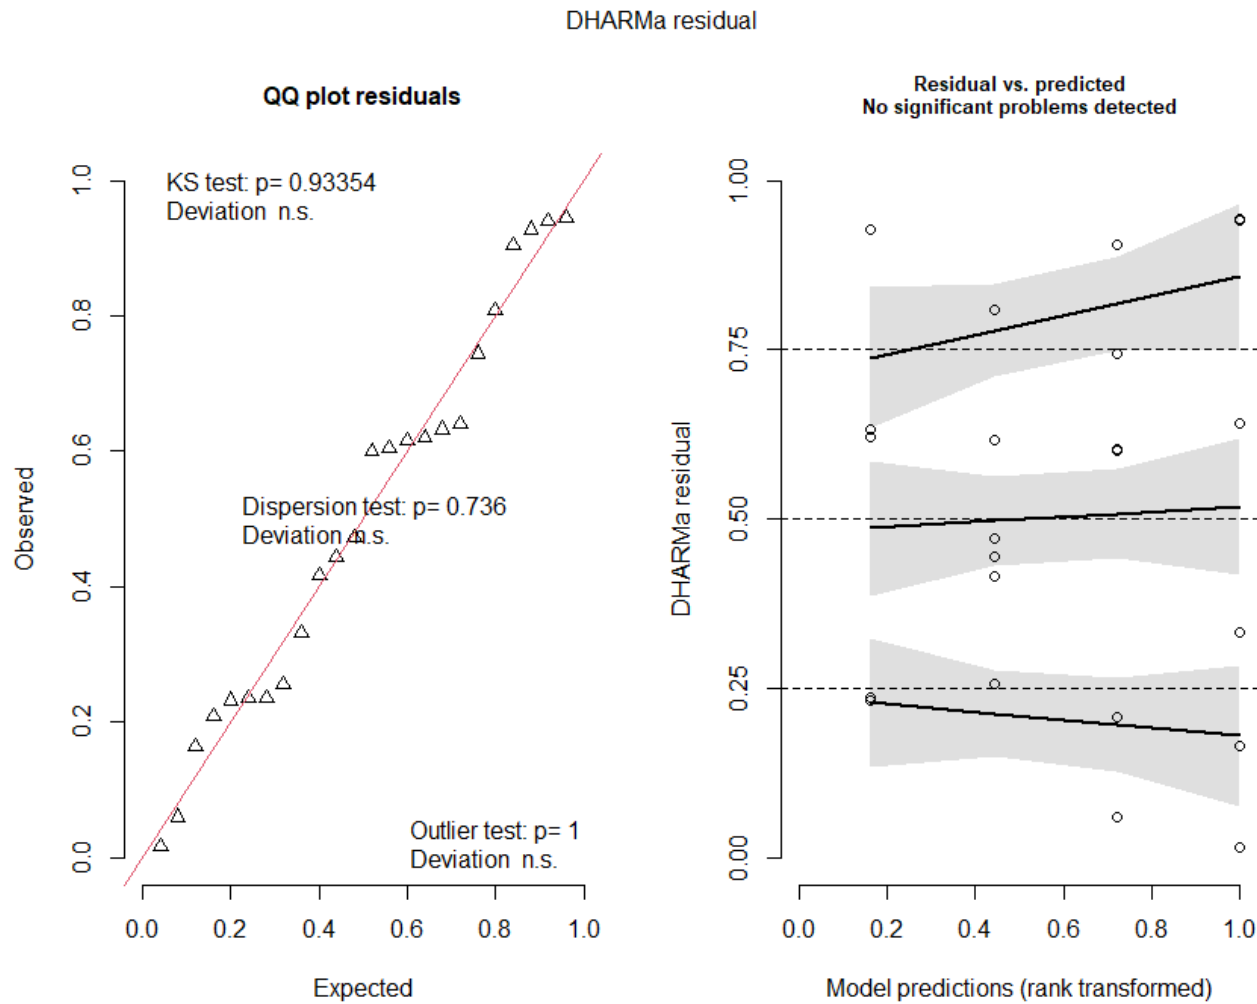 DHARMa residual
QQ plot residuals
KS test: p= 0.93354
Deviation n.s.
Dispersion test: p= 0.736
Deviation n.s.
Outlier test: p= 1
Deviation n.s.
Observed
0.0
0.2
0.4
0.6
0.8
1.0
0.0 0.2 0.4 0.6 0.8 1.0
Expected
Residual vs. predicted
No significant problems detected
DHARMa residual
0.00
0.25
0.50
0.75
1.00
0.0 0.2 0.4 0.6 0.8 1.0
Model predictions (rank transformed)